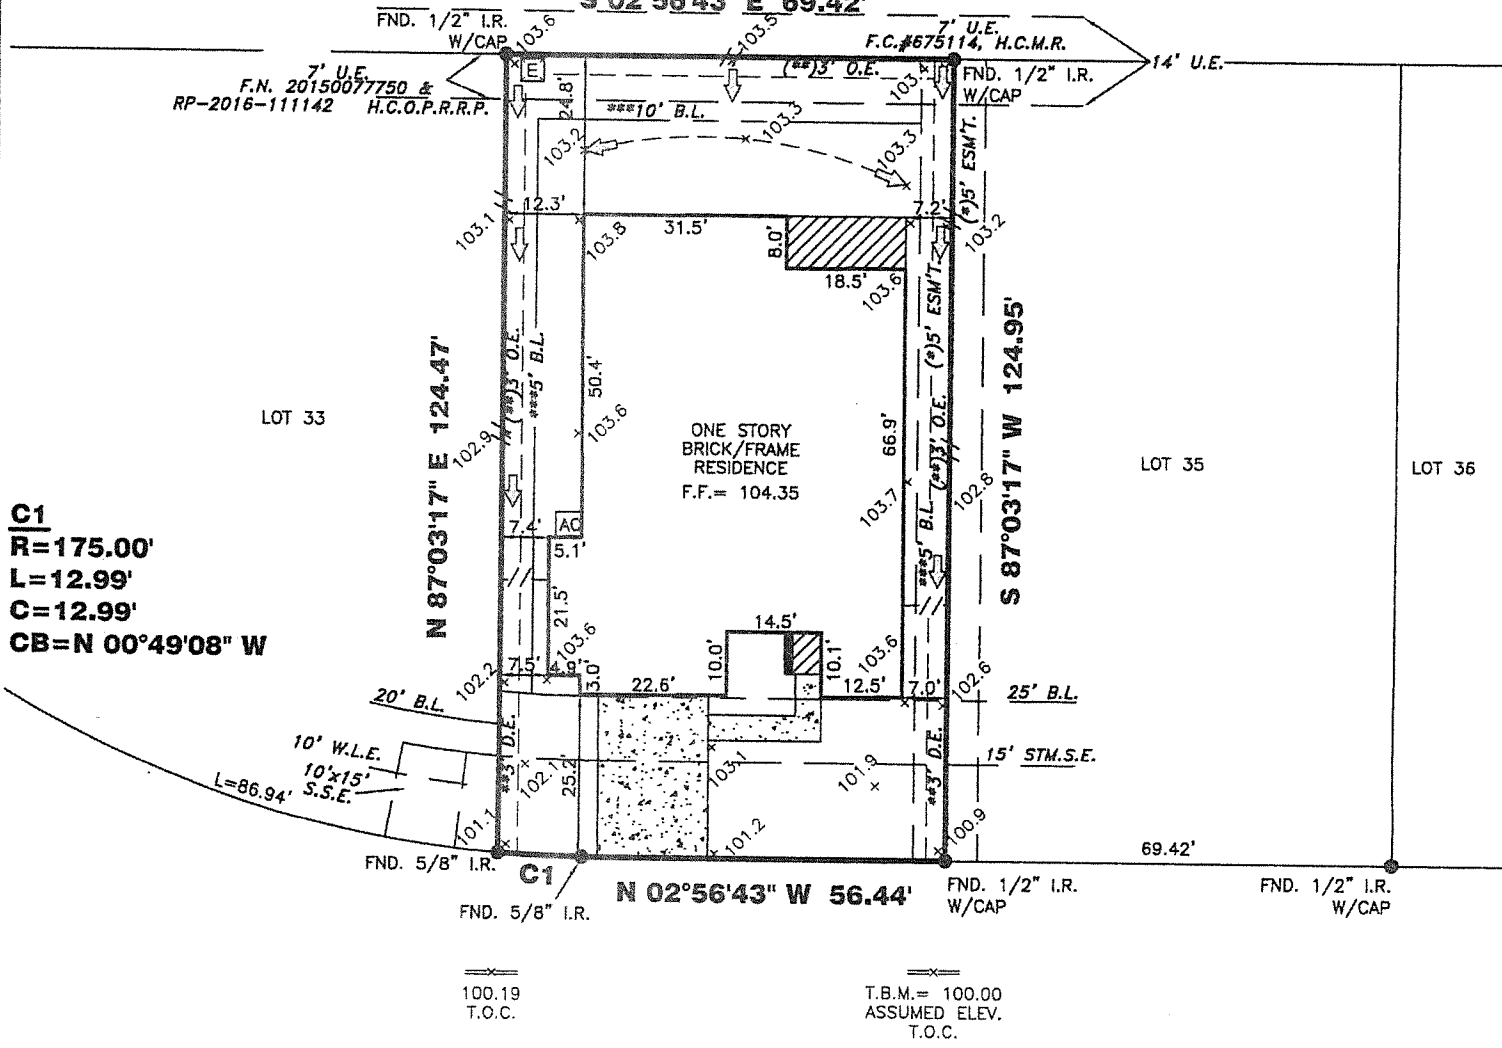 S 02°56'43" E 69.42'
FND. 1/2" I.R.
W/CAP
103.6
103.5
7' U.E.
F.C.#675114, H.C.M.R.
14' U.E.
7' U.E.
F.N. 20150077750 &
RP-2016-111142 H.C.O.P.R.R.P.
E
(**)3' O.E.
103.4
FND. 1/2" I.R.
W/CAP
24.8'
***10' B.L.
103.2
103.3
103.3
(*)5' ESM'T.
12.3'
7.2'
103.1
103.8
31.5'
8.0'
18.5'
103.6
103.2
(**)3' O.E.
***5' B.L.
50.4'
103.6
102.9
N 87°03'17" E 124.47'
LOT 33
ONE STORY
BRICK/FRAME
RESIDENCE
F.F.= 104.35
66.9'
103.7
(*)5' ESM'T.
(**)3' O.E.
***5' B.L.
102.8
S 87°03'17" W 124.95'
LOT 35
LOT 36
C1
R=175.00'
L=12.99'
C=12.99'
CB=N 00°49'08" W
7.4'
AC
5.1'
21.5'
103.6
14.5'
10.0'
10.1'
103.6
102.2
7.5'
4.9'
3.0'
22.6'
12.5'
7.0'
102.6
20' B.L.
25' B.L.
10' W.L.E.
10'x15'
S.S.E.
L=86.94'
**3' D.E.
102.1
25.2'
103.1
101.9
**3' D.E.
15' STM.S.E.
101.1
101.2
100.9
69.42'
FND. 5/8" I.R.
C1
N 02°56'43" W 56.44'
FND. 5/8" I.R.
FND. 1/2" I.R.
W/CAP
FND. 1/2" I.R.
W/CAP
100.19
T.O.C.
T.B.M.= 100.00
ASSUMED ELEV.
T.O.C.